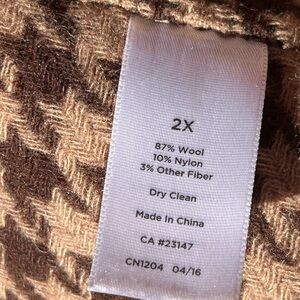 2X
87% Wool
10% Nylon
3% Other Fiber
Dry Clean
Made In China
CA #23147
CN1204 04/16